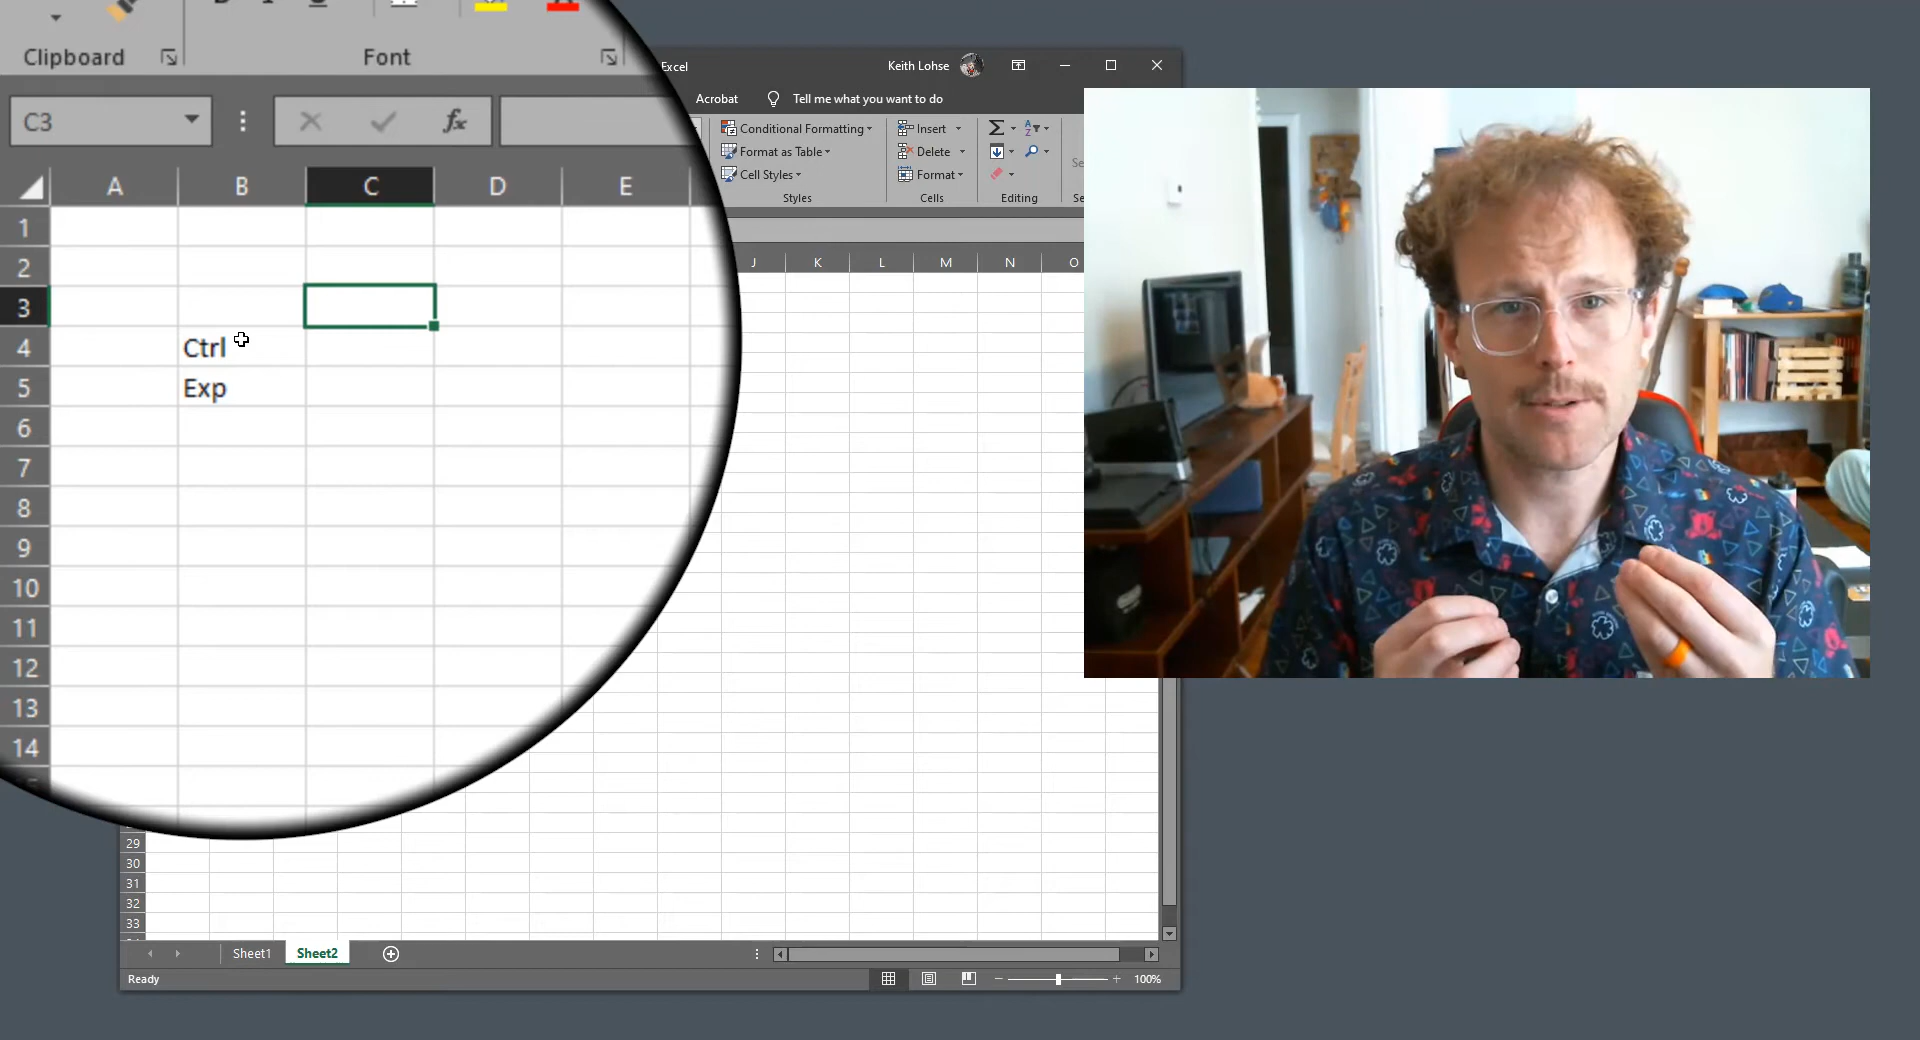 Clipboard
Font
Excel
Keith Lohse
Acrobat
Tell me what you want to do
Conditional Formatting
Format as Table
Cell Styles
Styles
Insert
Delete
Format
Cells
Editing
C3
fx
A B C D E
J K L M N O
1
2
3
4 Ctrl
5 Exp
6
7
8
9
10
11
12
13
14
29
30
31
32
33
Sheet1 Sheet2
Ready
100%